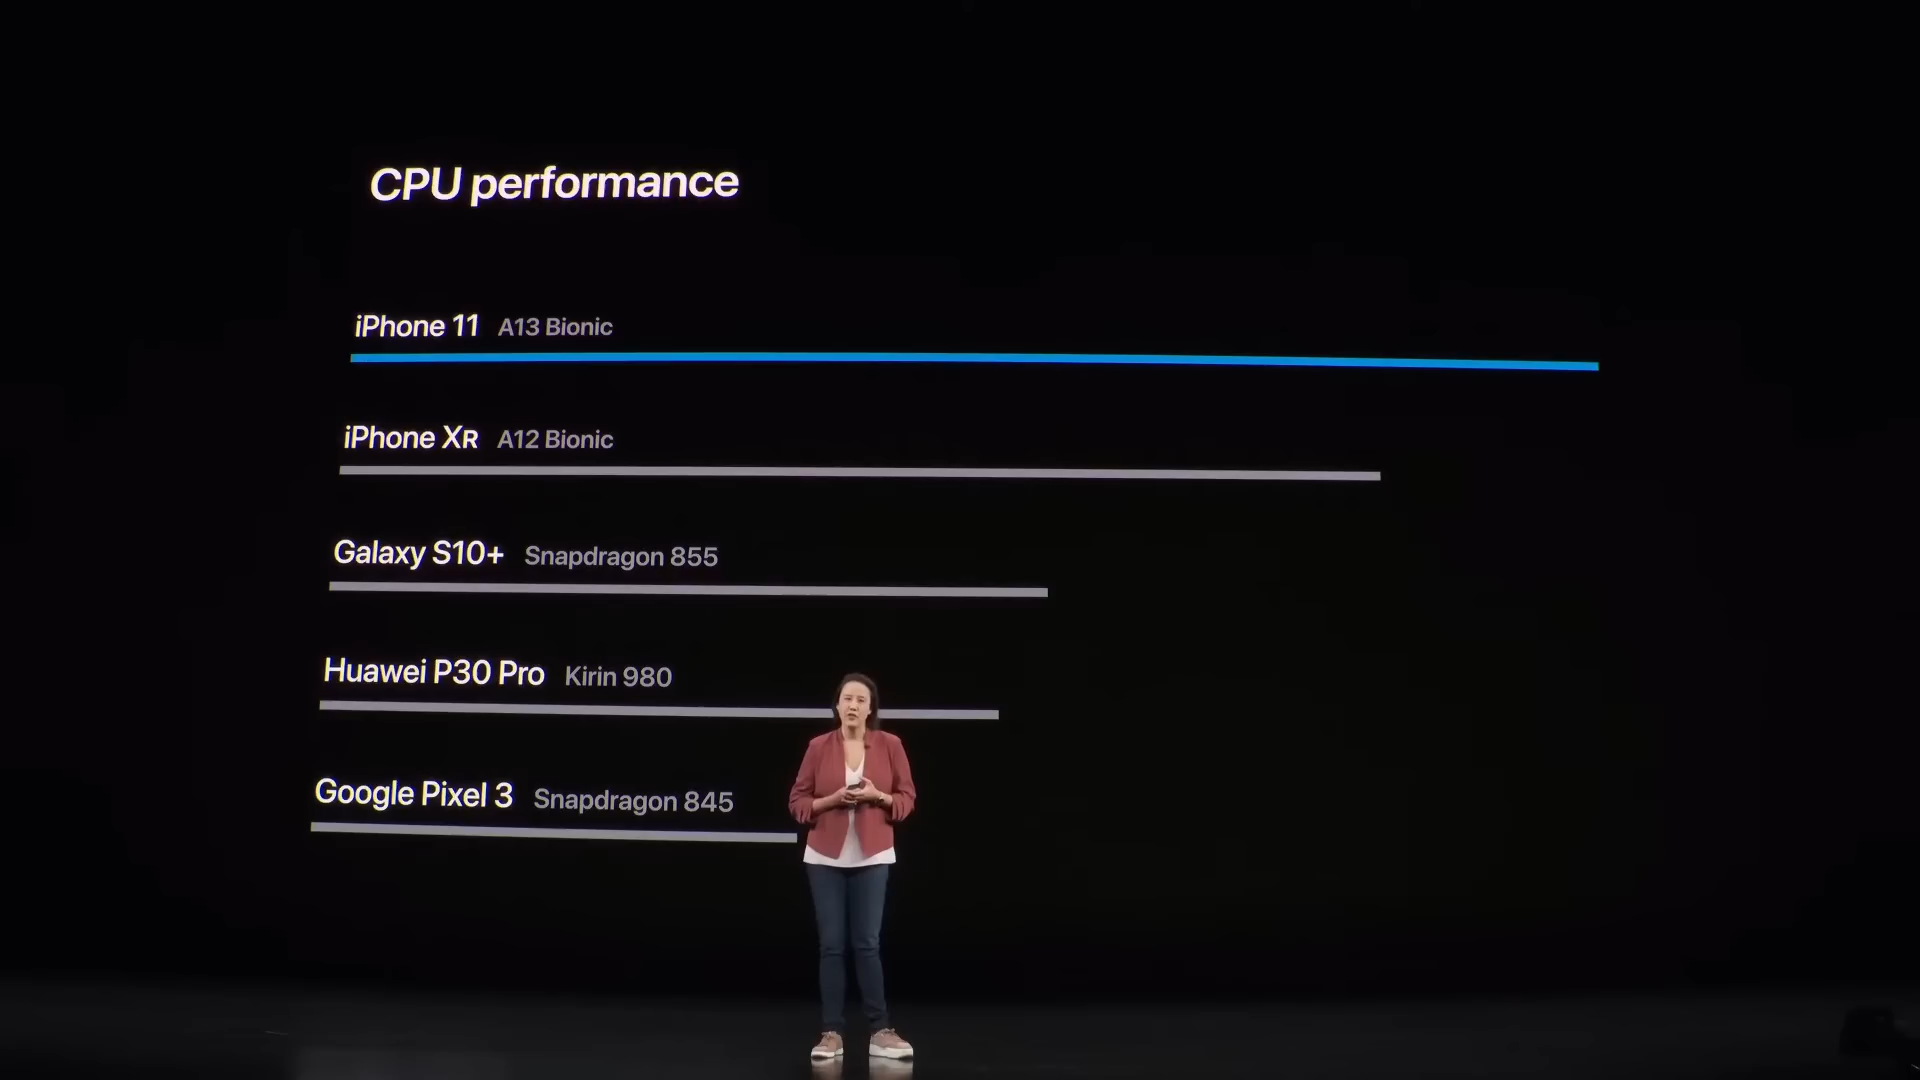 CPU performance
iPhone 11 A13 Bionic
iPhone XR A12 Bionic
Galaxy S10+ Snapdragon 855
Huawei P30 Pro Kirin 980
Google Pixel 3 Snapdragon 845